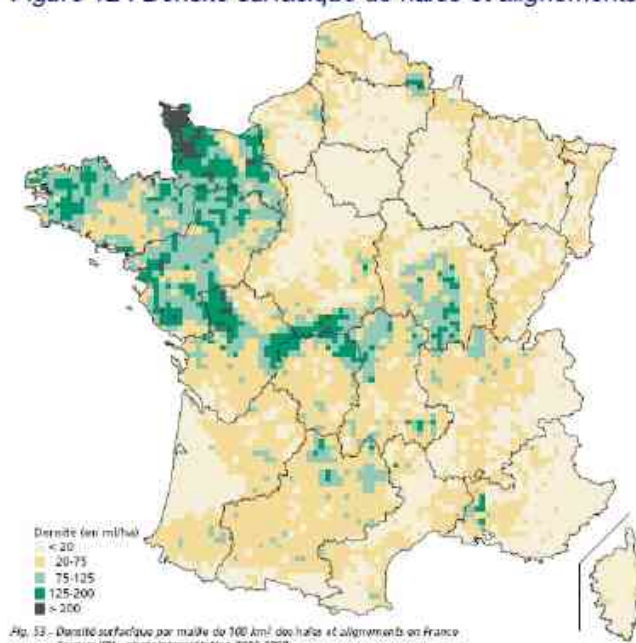 Figure 12 : Densité surfacique de haies et alignements
Densité (en ml/ha)
< 20
20-75
75-125
125-200
> 200
Fig. 53 - Densité surfacique par maille de 100 km² des haies et alignements en France